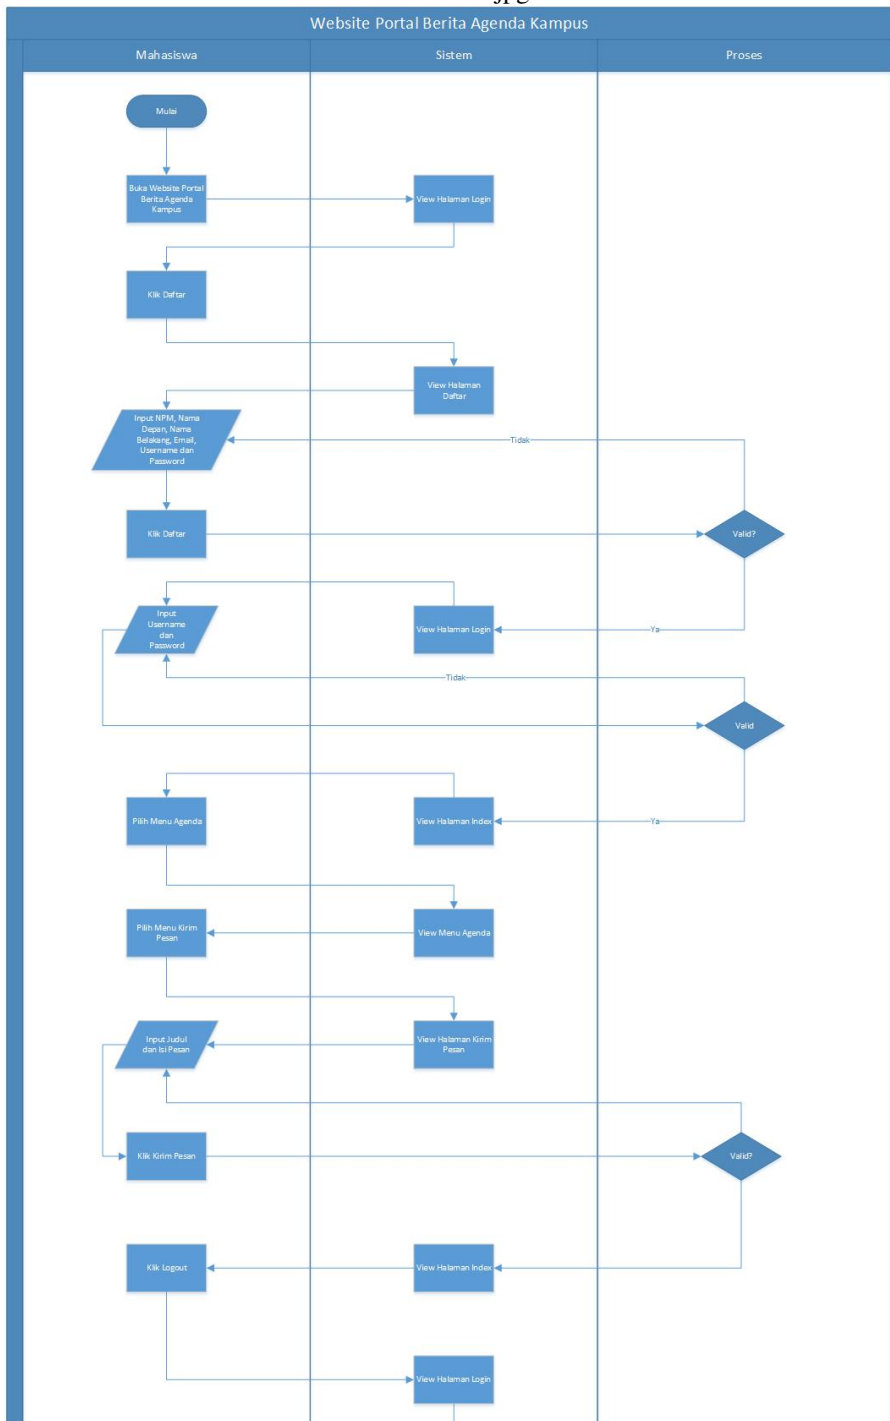 jpg
Website Portal Berita Agenda Kampus
Mahasiswa
Sistem
Proses
Mulai
Buka Website Portal
Berita Agenda
Kampus
View Halaman Login
Klik Daftar
View Halaman
Daftar
Input NPM, Nama
Depan, Nama
Belakang, Email,
Username dan
Password
Tidak
Klik Daftar
Valid?
Input
Username
dan
Password
View Halaman Login
Ya
Tidak
Valid
Pilih Menu Agenda
View Halaman Index
Ya
Pilih Menu Kirim
Pesan
View Menu Agenda
Input Judul
dan Isi Pesan
View Halaman Kirim
Pesan
Klik Kirim Pesan
Valid?
Klik Logout
View Halaman Index
View Halaman Login